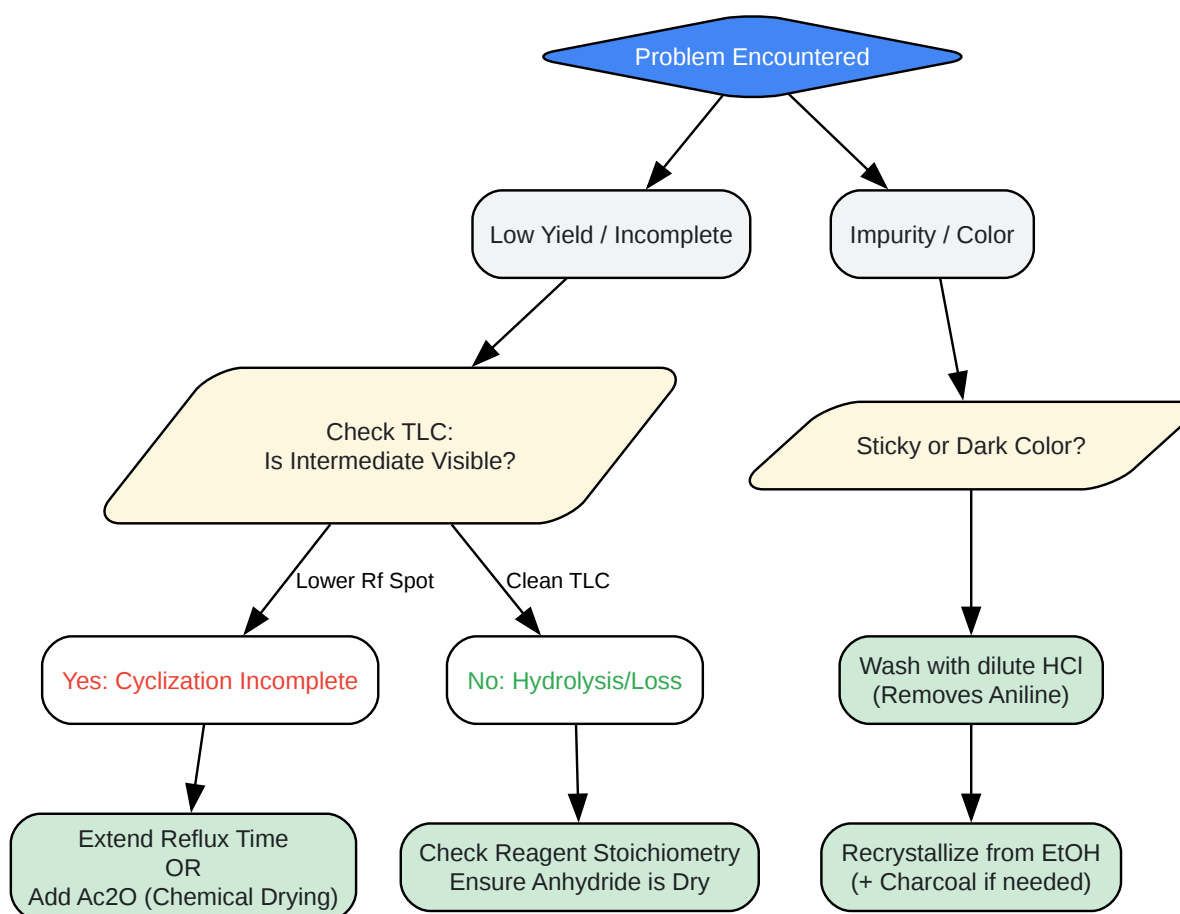 Problem Encountered
Low Yield / Incomplete
Impurity / Color
Check TLC:
Is Intermediate Visible?
Sticky or Dark Color?
Lower Rf Spot
Clean TLC
Yes: Cyclization Incomplete
No: Hydrolysis/Loss
Wash with dilute HCl
(Removes Aniline)
Extend Reflux Time
OR
Add Ac2O (Chemical Drying)
Check Reagent Stoichiometry
Ensure Anhydride is Dry
Recrystallize from EtOH
(+ Charcoal if needed)